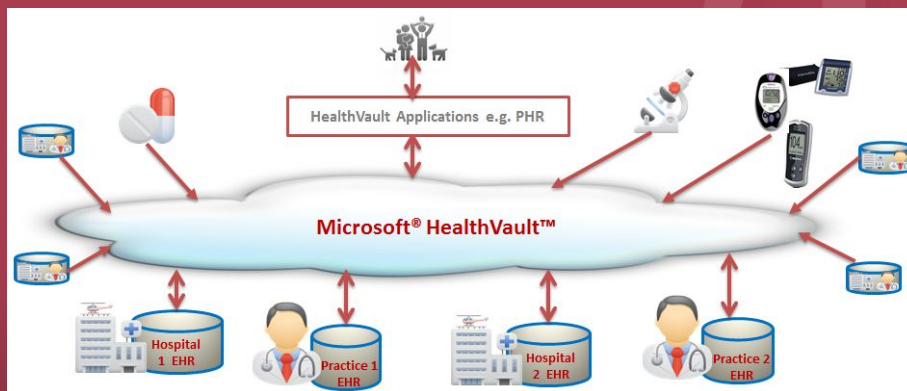 HealthVault Applications e.g. PHR
Microsoft® HealthVault™
Hospital
1 EHR
Practice 1
EHR
Hospital
2 EHR
Practice 2
EHR